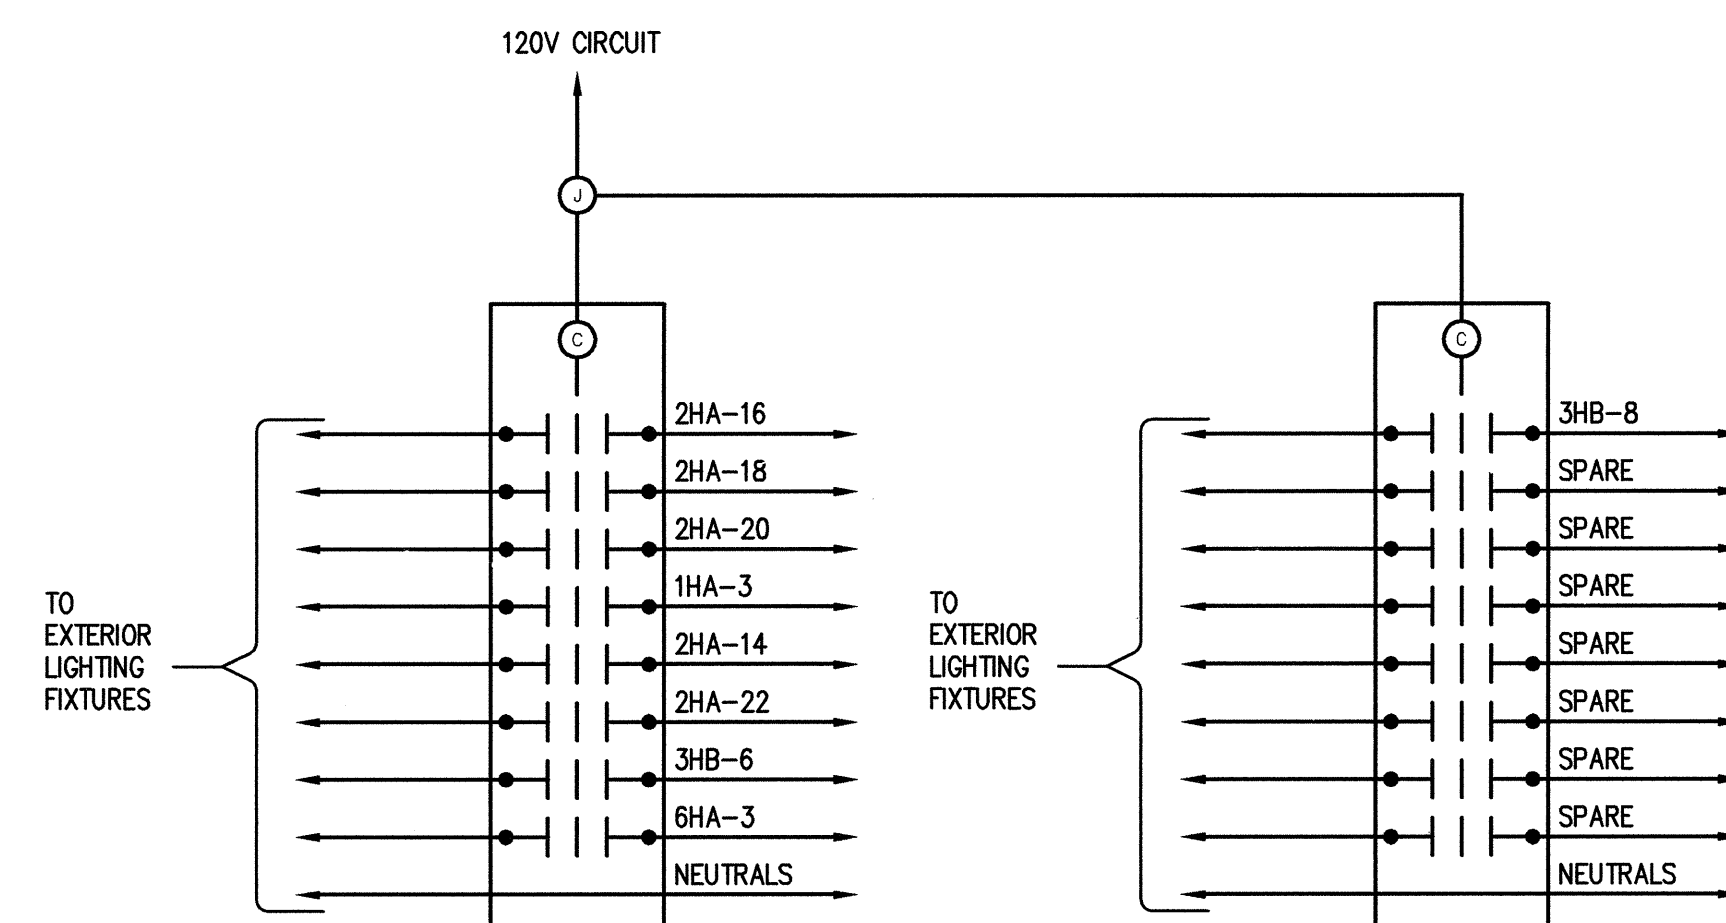 120V CIRCUIT
J
C
C
2HA-16
2HA-18
2HA-20
1HA-3
2HA-14
2HA-22
3HB-6
6HA-3
NEUTRALS
TO
EXTERIOR
LIGHTING
FIXTURES
3HB-8
SPARE
SPARE
SPARE
SPARE
SPARE
SPARE
SPARE
NEUTRALS
TO
EXTERIOR
LIGHTING
FIXTURES